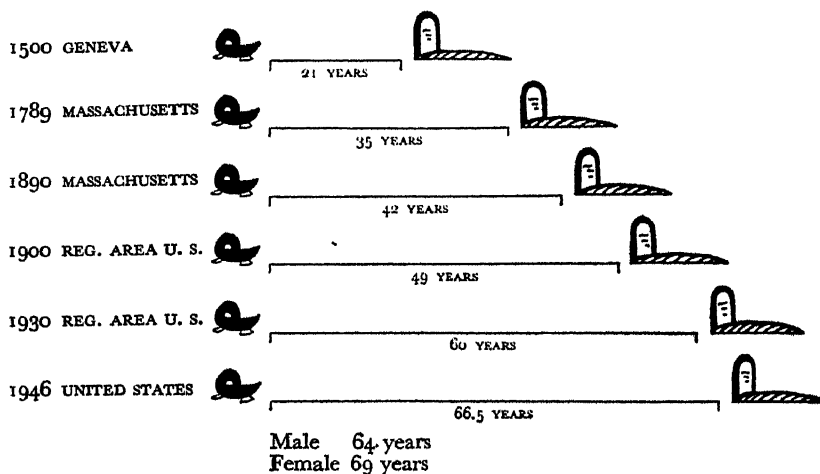 1500 GENEVA
21 YEARS
1789 MASSACHUSETTS
35 YEARS
1890 MASSACHUSETTS
42 YEARS
1900 REG. AREA U. S.
49 YEARS
1930 REG. AREA U. S.
60 YEARS
1946 UNITED STATES
66.5 YEARS
Male 64 years
Female 69 years